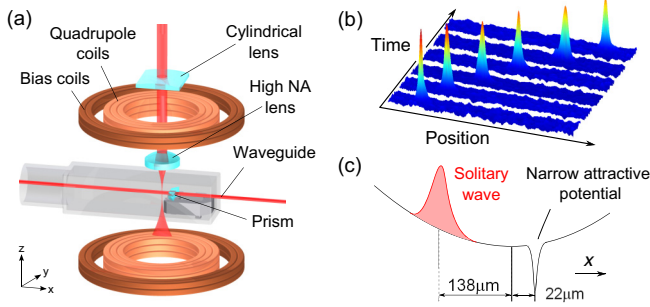 (a)
Quadrupole
coils
Bias coils
Cylindrical
lens
High NA
lens
Waveguide
Prism
z
y
x
(b)
Time
Position
(c)
Solitary
wave
Narrow attractive
potential
x
138μm
22μm